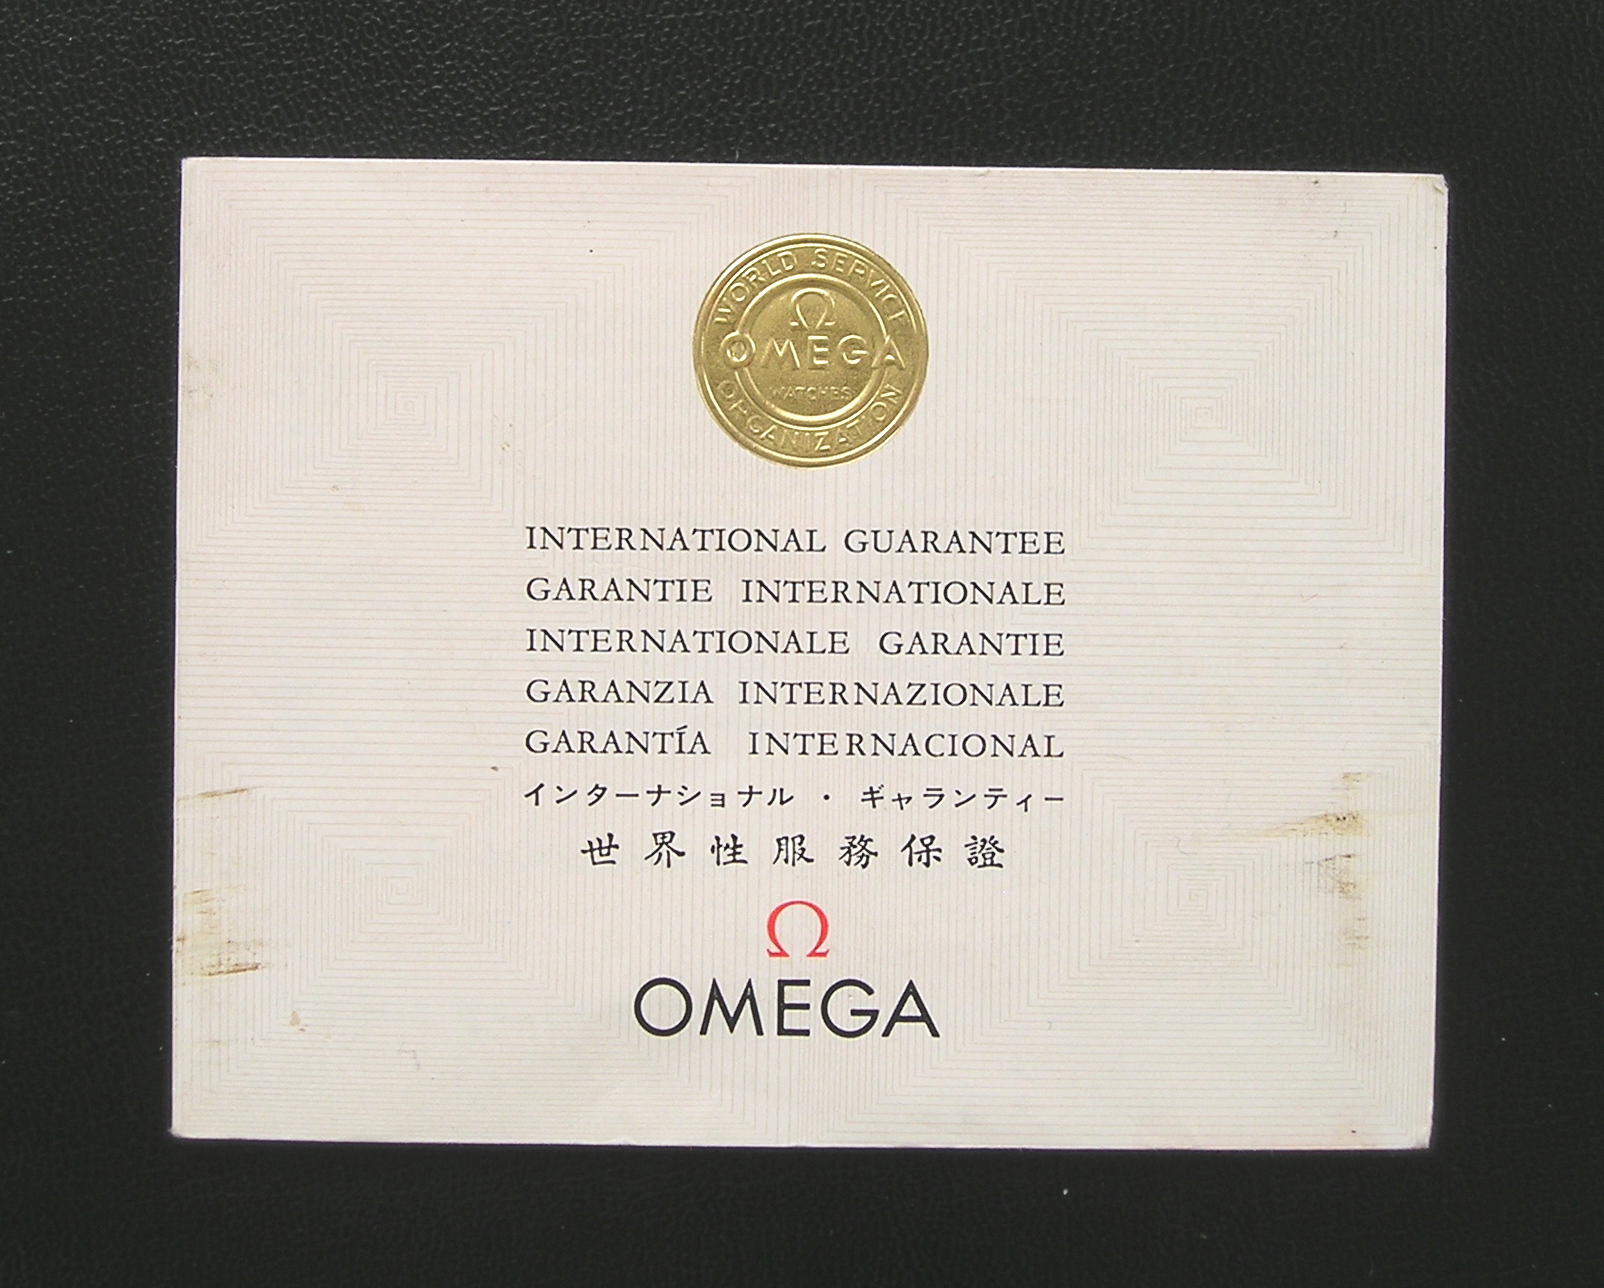 WORLD SERVICE
Ω
OMEGA
WATCHES
ORGANIZATION
INTERNATIONAL GUARANTEE
GARANTIE INTERNATIONALE
INTERNATIONALE GARANTIE
GARANZIA INTERNAZIONALE
GARANTÍA INTERNACIONAL
インターナショナル ・ ギャランティー
世界性服務保證
Ω
OMEGA